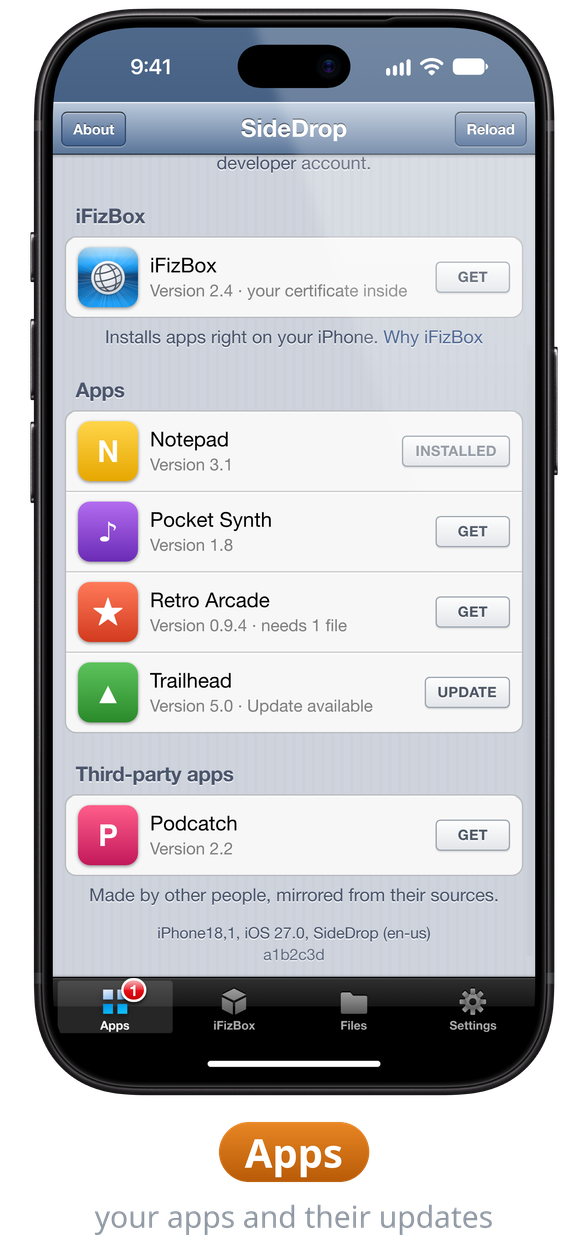 9:41
About
SideDrop
Reload
developer account.
iFizBox
iFizBox
Version 2.4 · your certificate inside
GET
Installs apps right on your iPhone. Why iFizBox
Apps
N
Notepad
Version 3.1
INSTALLED
Pocket Synth
Version 1.8
GET
Retro Arcade
Version 0.9.4 · needs 1 file
GET
Trailhead
Version 5.0 · Update available
UPDATE
Third-party apps
P
Podcatch
Version 2.2
GET
Made by other people, mirrored from their sources.
iPhone18,1, iOS 27.0, SideDrop (en-us)
a1b2c3d
1
Apps
iFizBox
Files
Settings
Apps
your apps and their updates